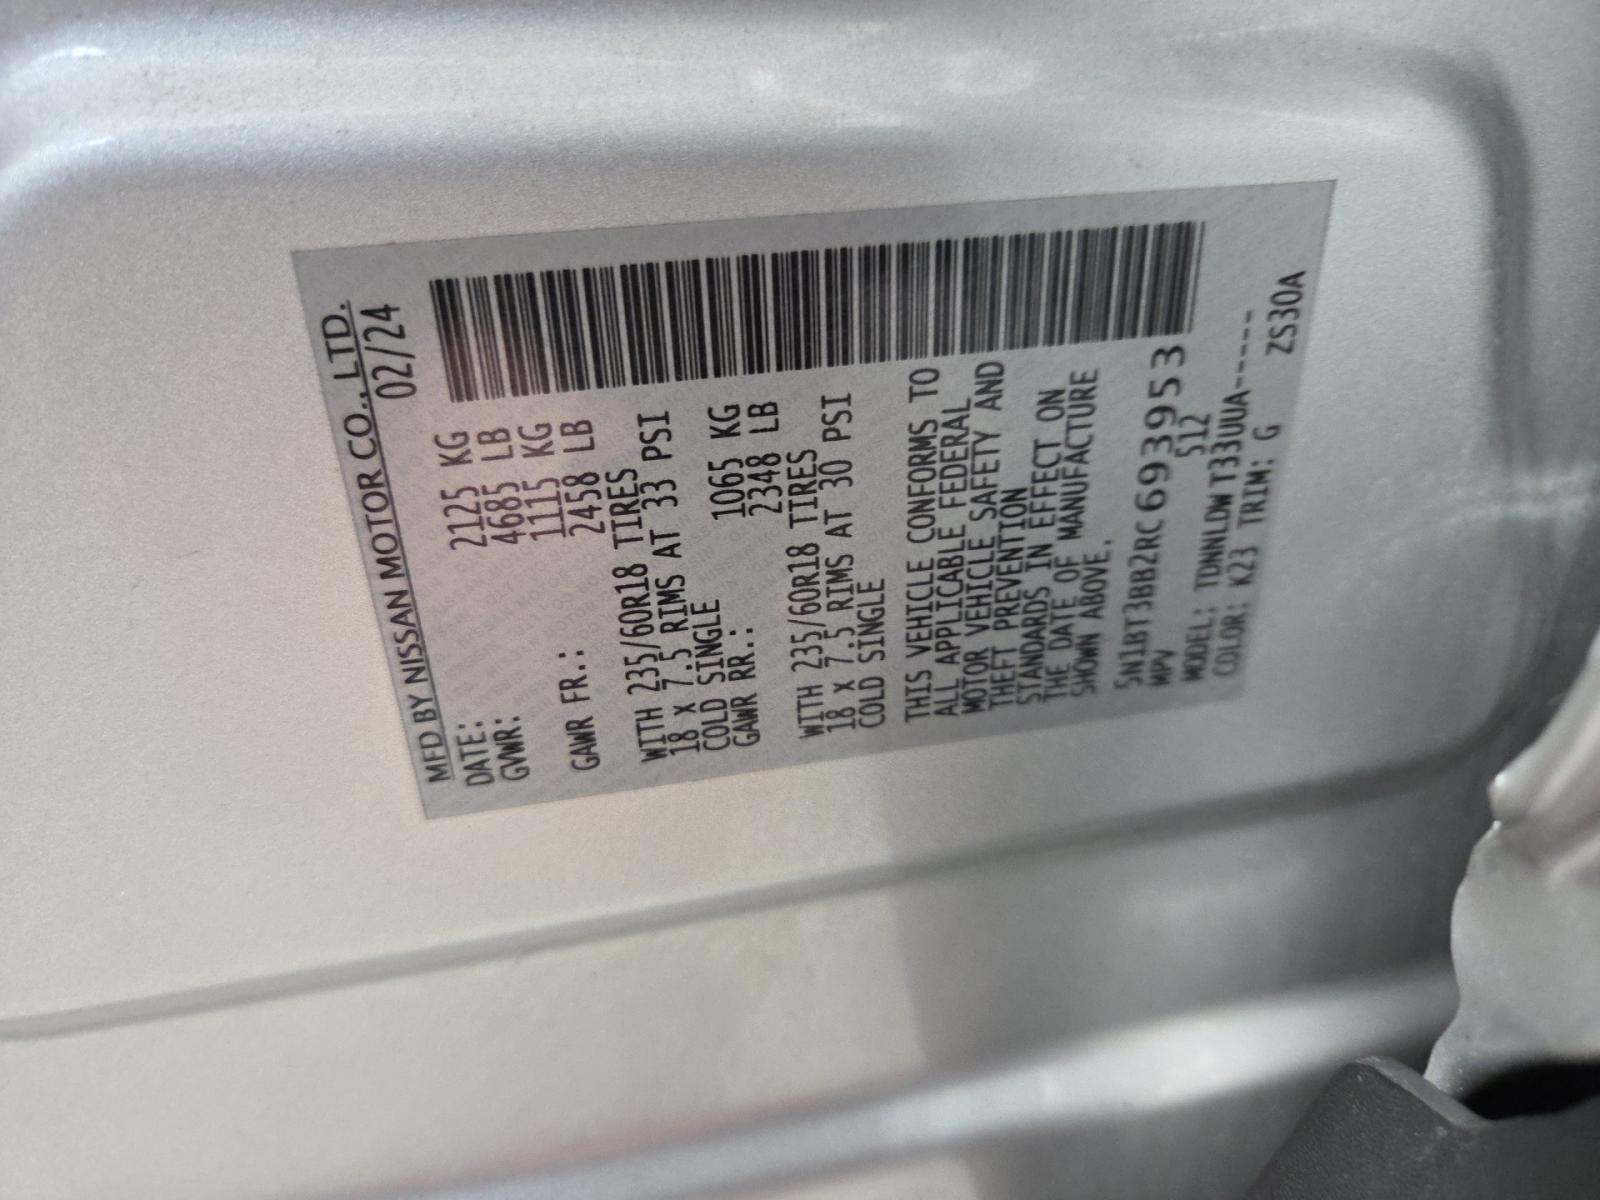 MFD BY NISSAN MOTOR CO., LTD.
DATE: 02/24
GVWR: 2125 KG
4685 LB
GAWR FR.: 1115 KG
2458 LB
WITH 235/60R18 TIRES
18 x 7.5 RIMS AT 33 PSI
COLD SINGLE
GAWR RR.: 1065 KG
2348 LB
WITH 235/60R18 TIRES
18 x 7.5 RIMS AT 30 PSI
COLD SINGLE
THIS VEHICLE CONFORMS TO
ALL APPLICABLE FEDERAL
MOTOR VEHICLE SAFETY AND
THEFT PREVENTION
STANDARDS IN EFFECT ON
THE DATE OF MANUFACTURE
SHOWN ABOVE.
5N1BT3BB2RC693953
MPV 512
MODEL: TDNNLDW T33UUA-----
COLOR: K23 TRIM: G ZS30A